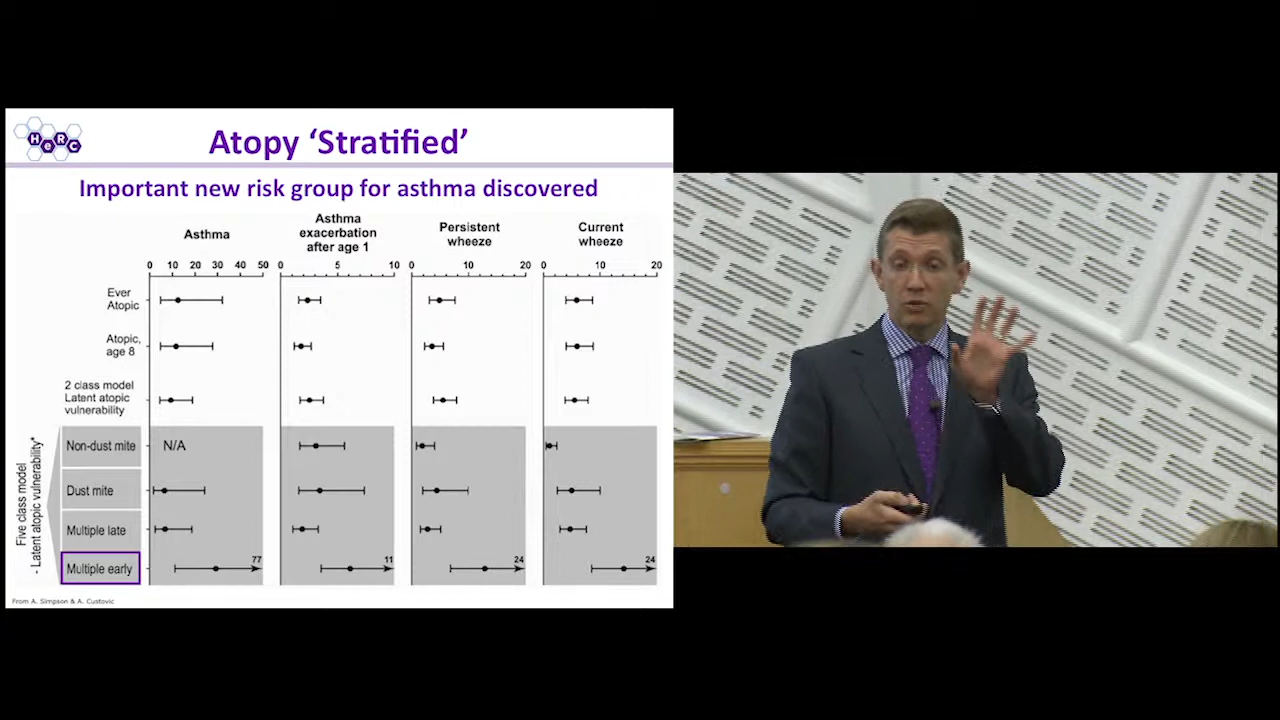 HeRC
Atopy ‘Stratified’
Important new risk group for asthma discovered
Asthma
Asthma
exacerbation
after age 1
Persistent
wheeze
Current
wheeze
0 10 20 30 40 50
0 5 10
0 10 20
0 10 20
Ever
Atopic
Atopic,
age 8
2 class model
Latent atopic
vulnerability
Five class model
- Latent atopic vulnerability*
Non-dust mite
N/A
Dust mite
Multiple late
Multiple early
77
11
24
24
From A. Simpson & A. Custovic